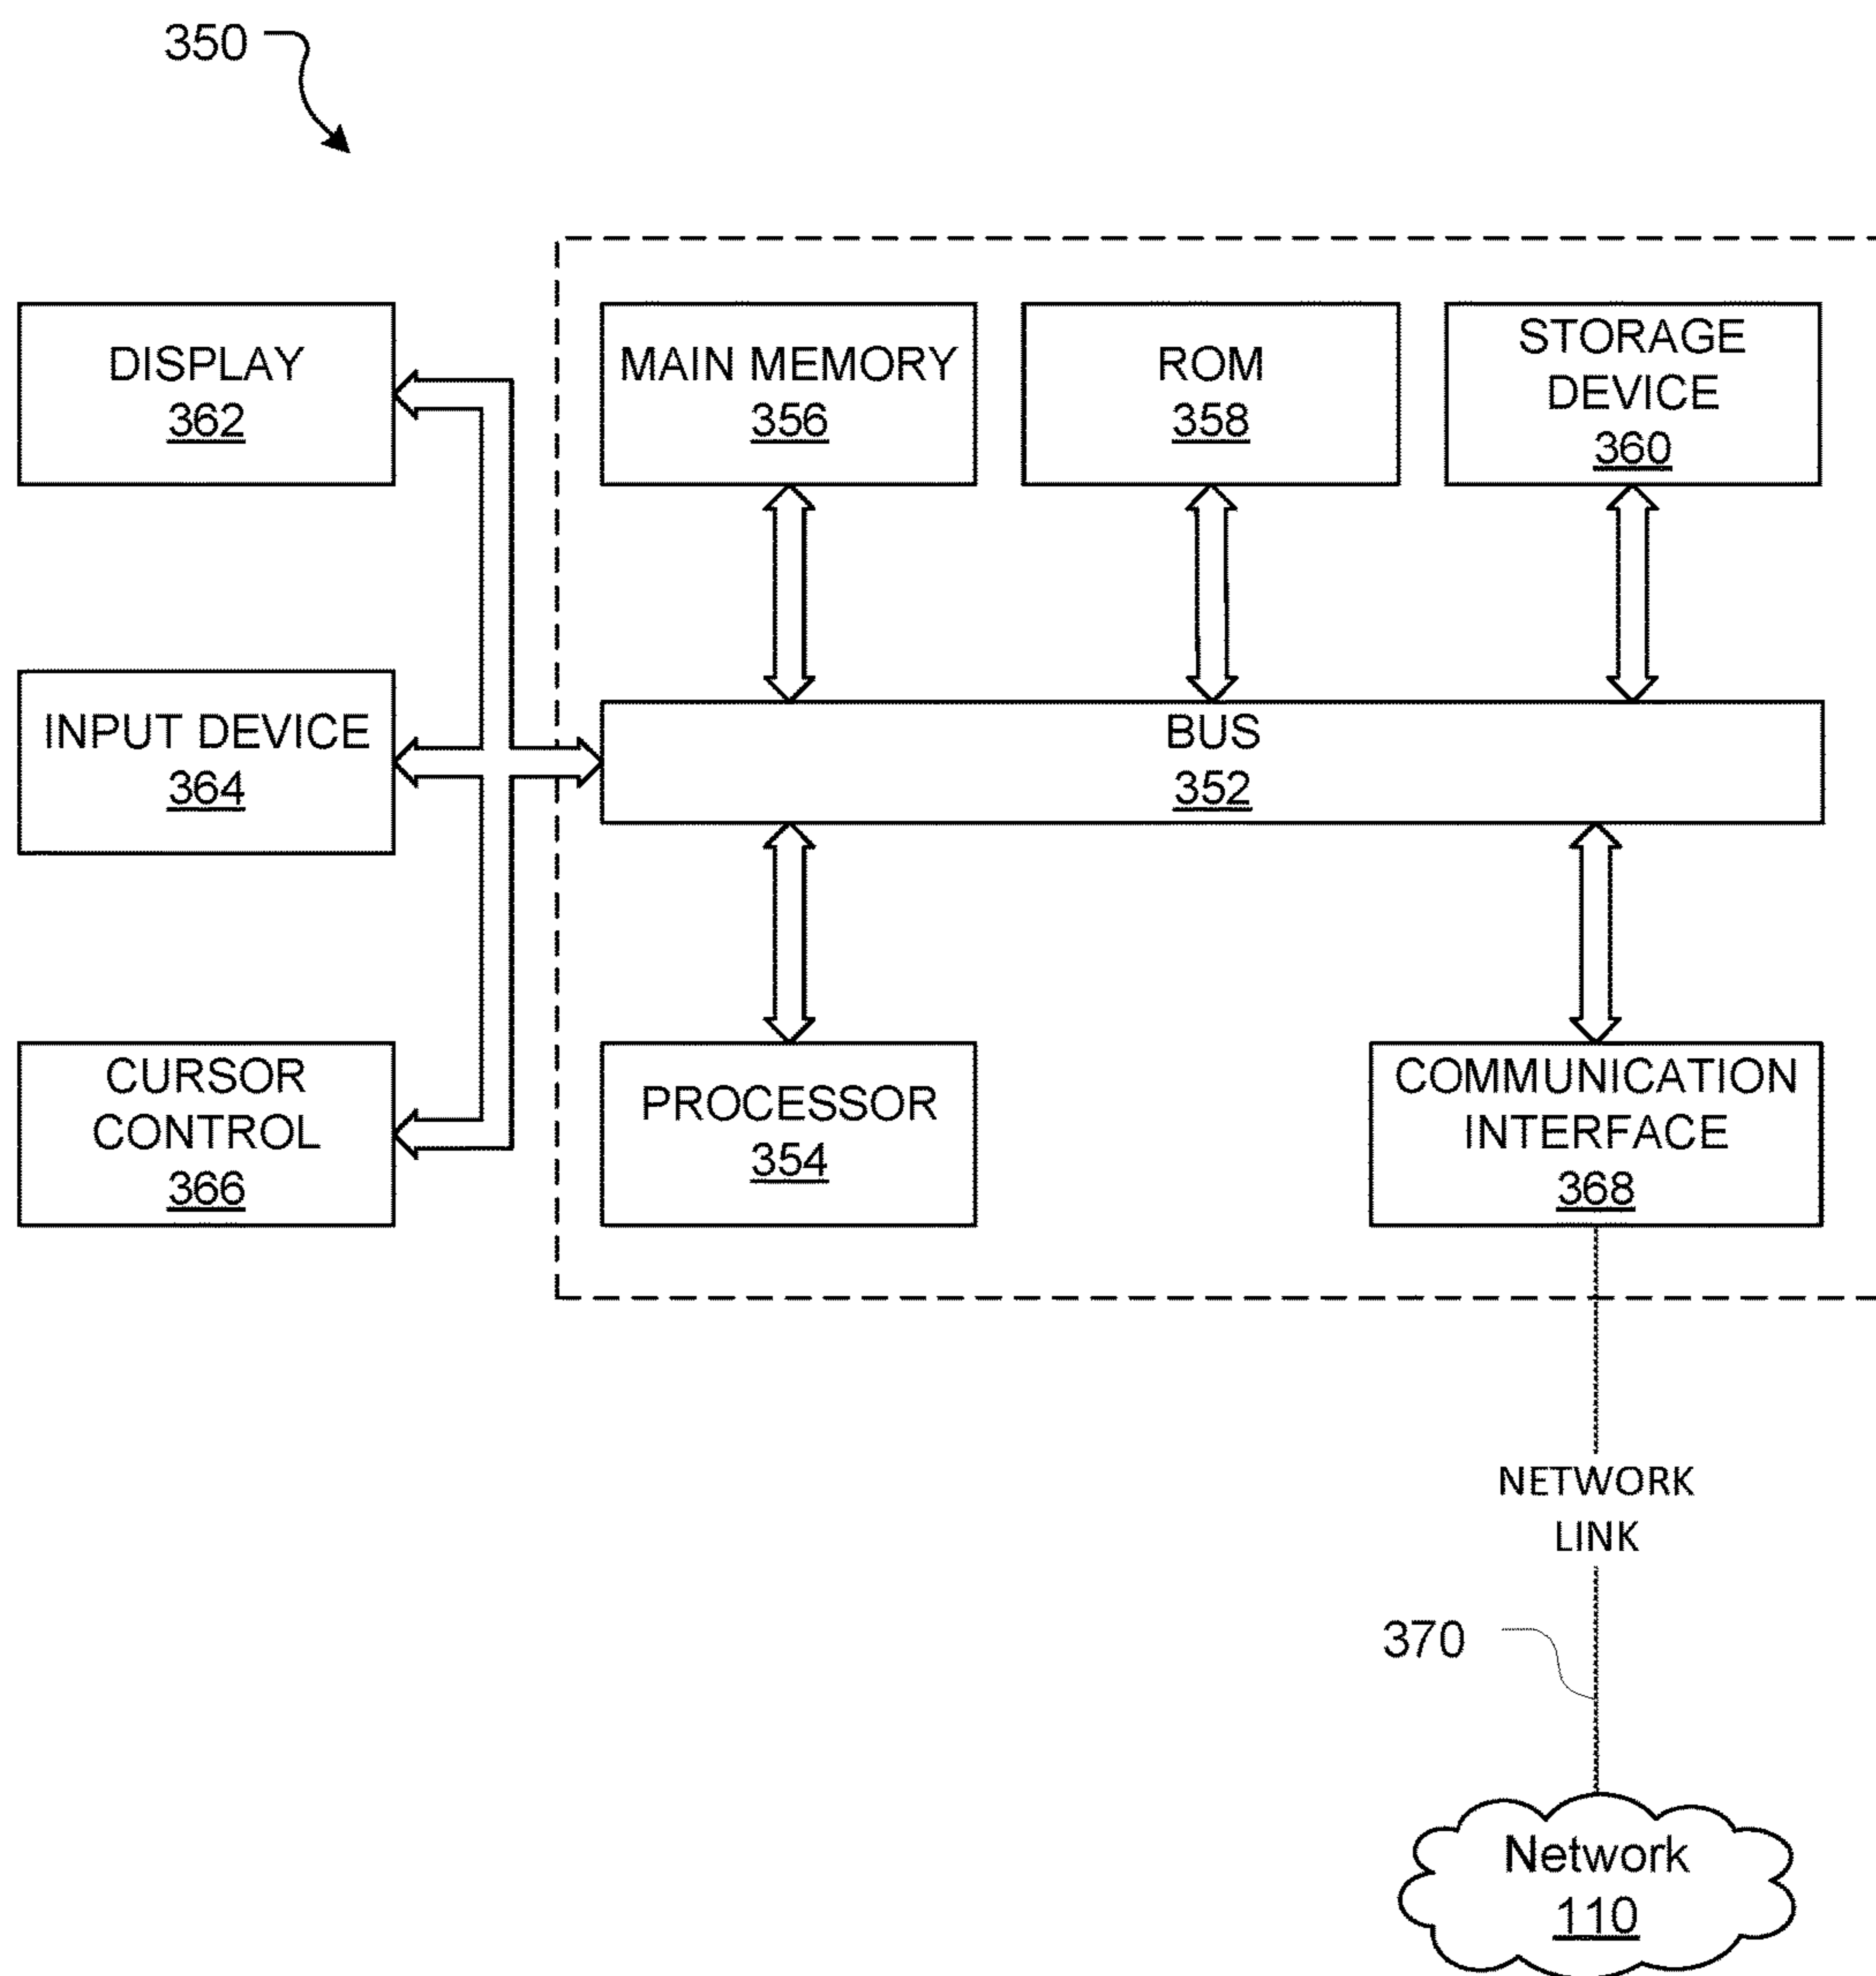 350
DISPLAY
362
MAIN MEMORY
356
ROM
358
STORAGE
DEVICE
360
INPUT DEVICE
364
BUS
352
CURSOR
CONTROL
366
PROCESSOR
354
COMMUNICATION
INTERFACE
368
NETWORK
LINK
370
Network
110